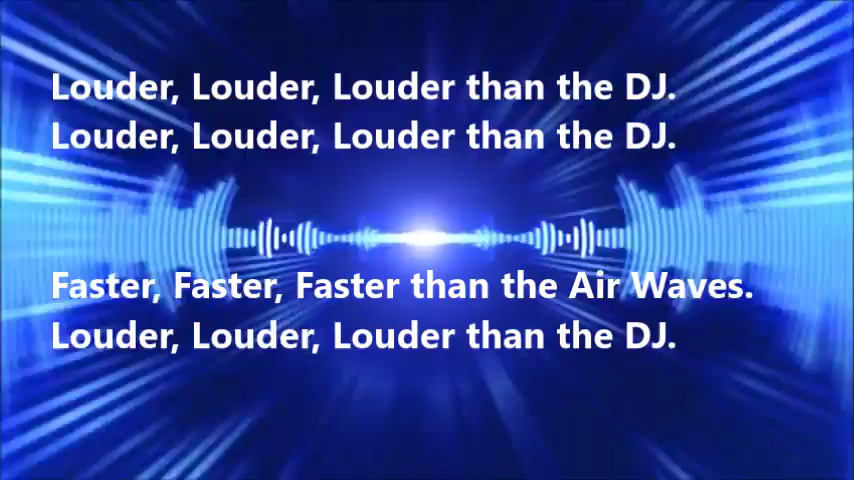 Louder, Louder, Louder than the DJ.
Louder, Louder, Louder than the DJ.
Faster, Faster, Faster than the Air Waves.
Louder, Louder, Louder than the DJ.